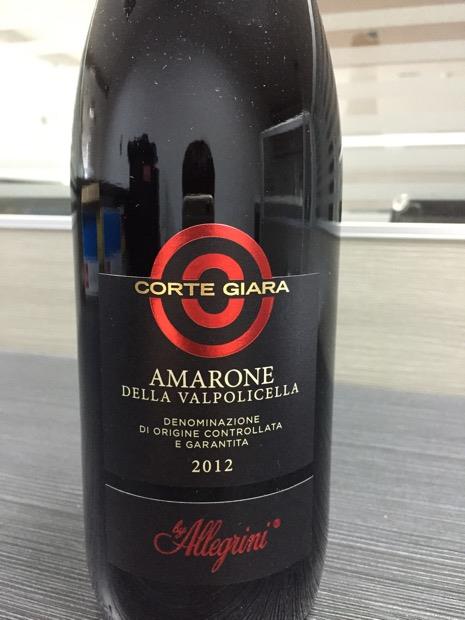 CORTE GIARA
AMARONE
DELLA VALPOLICELLA
DENOMINAZIONE
DI ORIGINE CONTROLLATA
E GARANTITA
2012
by Allegrini®